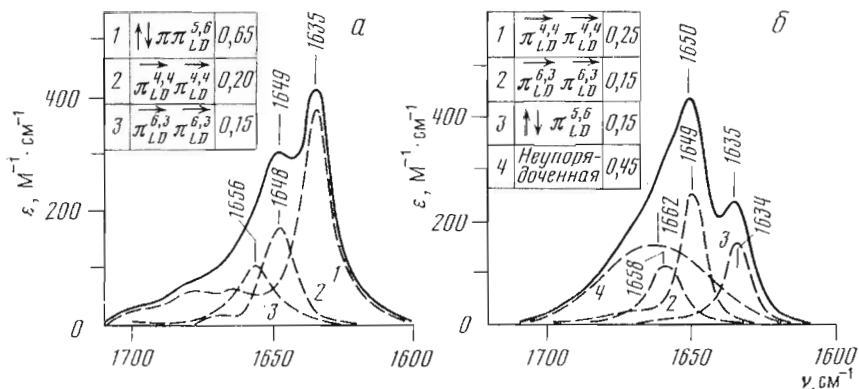 1 ↑↓ππ 5,6 LD 0,65
2 π 4,4 LD π 4,4 LD 0,20
3 π 6,3 LD π 6,3 LD 0,15
а
1635
1649
1656
1648
1
2
3
ε, M⁻¹·см⁻¹
400
200
0
1700
1650
1600
1 π 4,4 LD π 4,4 LD 0,25
2 π 6,3 LD π 6,3 LD 0,15
3 ↑↓ π 5,6 LD 0,15
4 Неупоря-
доченная 0,45
б
1650
1649
1635
1662
1658
1634
3
4
2
ε, M⁻¹·см⁻¹
400
200
0
1700
1650
1600
ν, см⁻¹